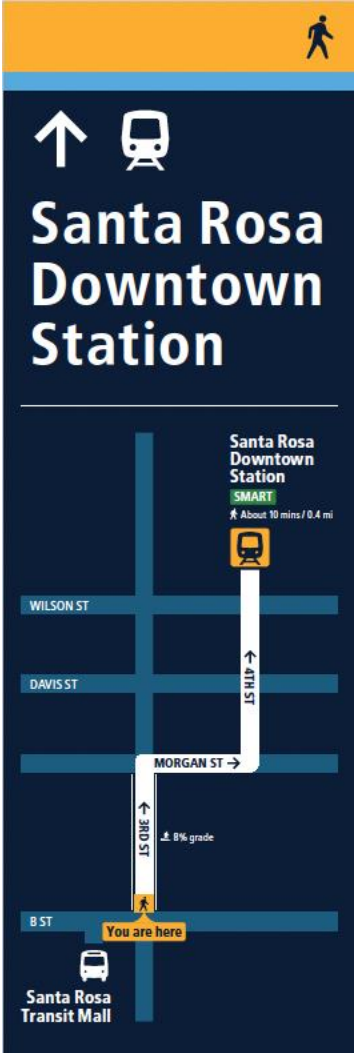 Santa Rosa
Downtown
Station
Santa Rosa
Downtown
Station
SMART
About 10 mins / 0.4 mi
WILSON ST
DAVIS ST
← 4TH ST
MORGAN ST →
← 3RD ST
8% grade
B ST
You are here
Santa Rosa
Transit Mall